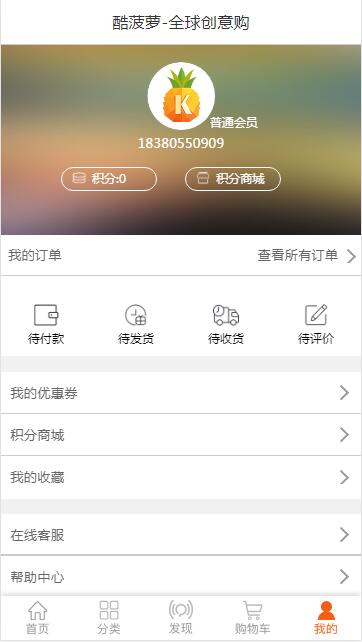 酷菠萝-全球创意购
K
普通会员
18380550909
积分:0 积分商城
我的订单 查看所有订单
待付款 待发货 待收货 待评价
我的优惠券
积分商城
我的收藏
在线客服
帮助中心
首页 分类 发现 购物车 我的